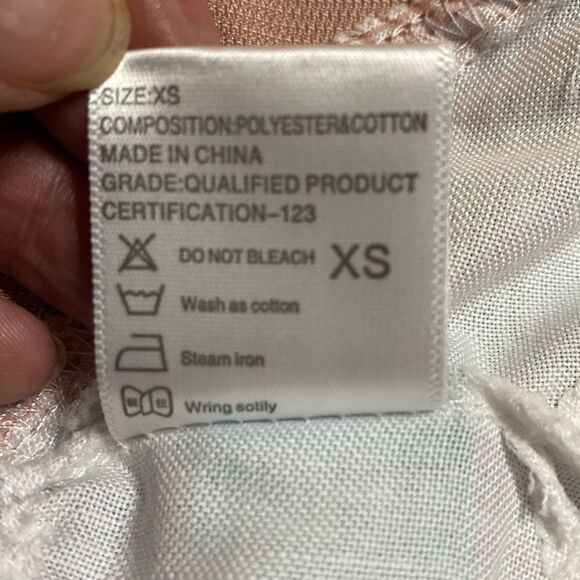 SIZE:XS
COMPOSITION:POLYESTER&COTTON
MADE IN CHINA
GRADE:QUALIFIED PRODUCT
CERTIFICATION-123
DO NOT BLEACH XS
Wash as cotton
Steam iron
Wring sotily